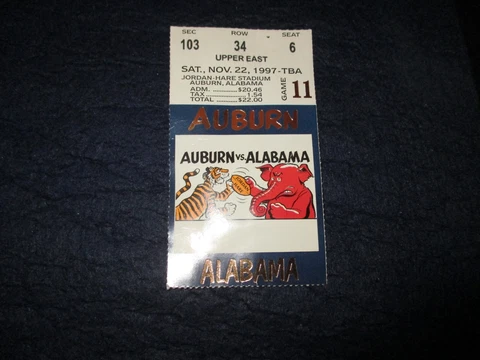 SEC ROW SEAT
103 34 6
UPPER EAST
SAT., NOV. 22, 1997-TBA
JORDAN-HARE STADIUM
AUBURN, ALABAMA
ADM. ............$20.46
TAX .................1.54
TOTAL ..........$22.00
GAME 11
AUBURN
AUBURN VS. ALABAMA
ALABAMA